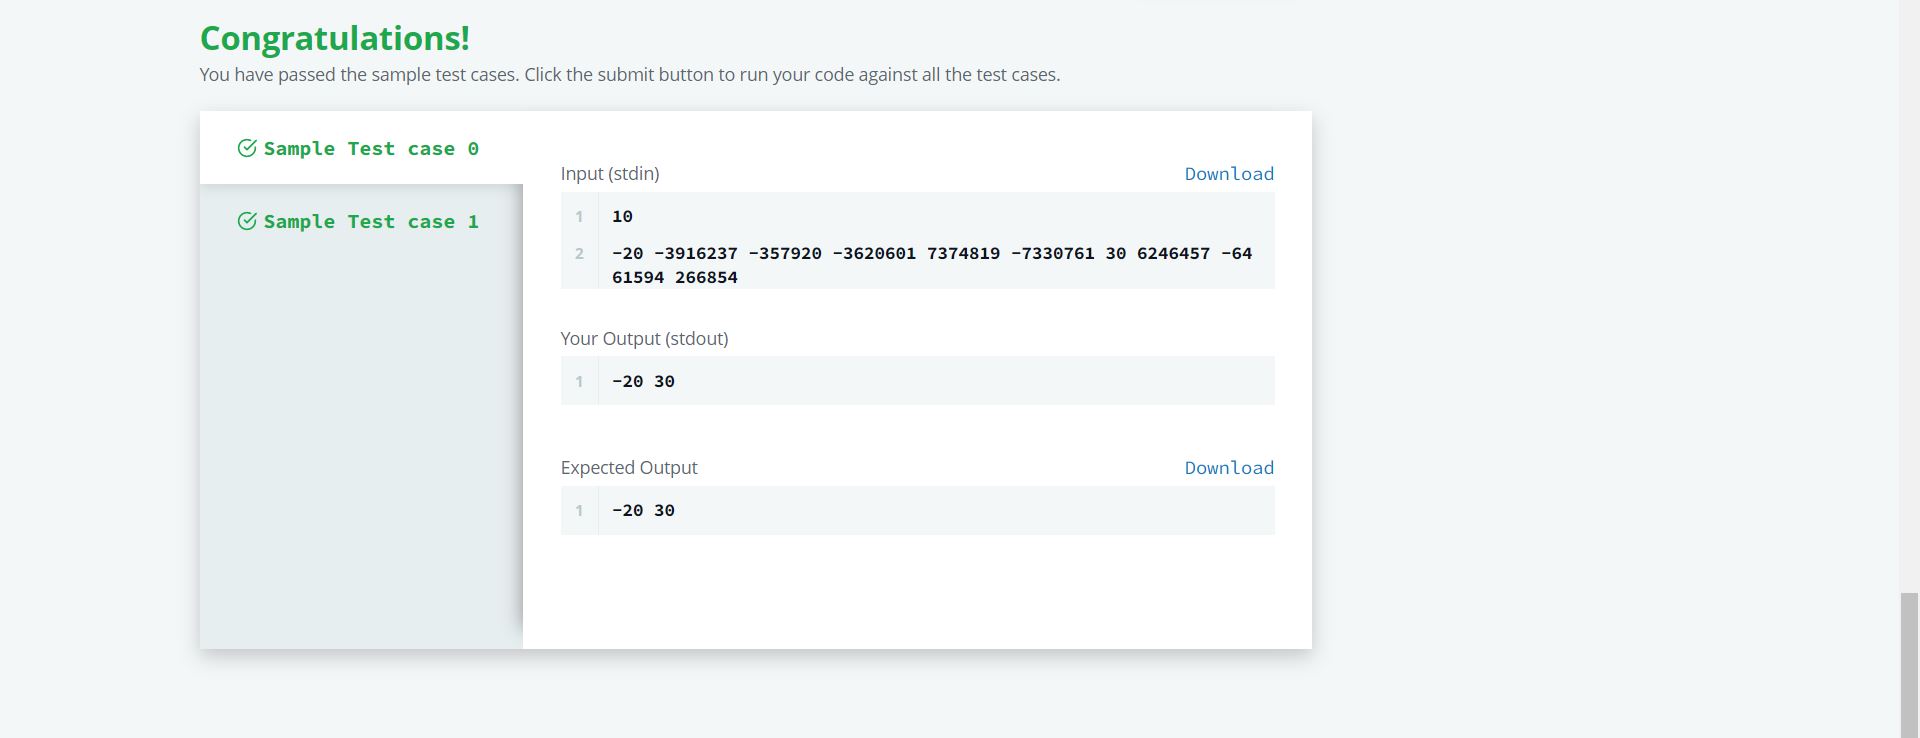 Congratulations!
You have passed the sample test cases. Click the submit button to run your code against all the test cases.
Sample Test case 0
Sample Test case 1
Input (stdin)
Download
1 10
2 -20 -3916237 -357920 -3620601 7374819 -7330761 30 6246457 -64
61594 266854
Your Output (stdout)
1 -20 30
Expected Output
Download
1 -20 30